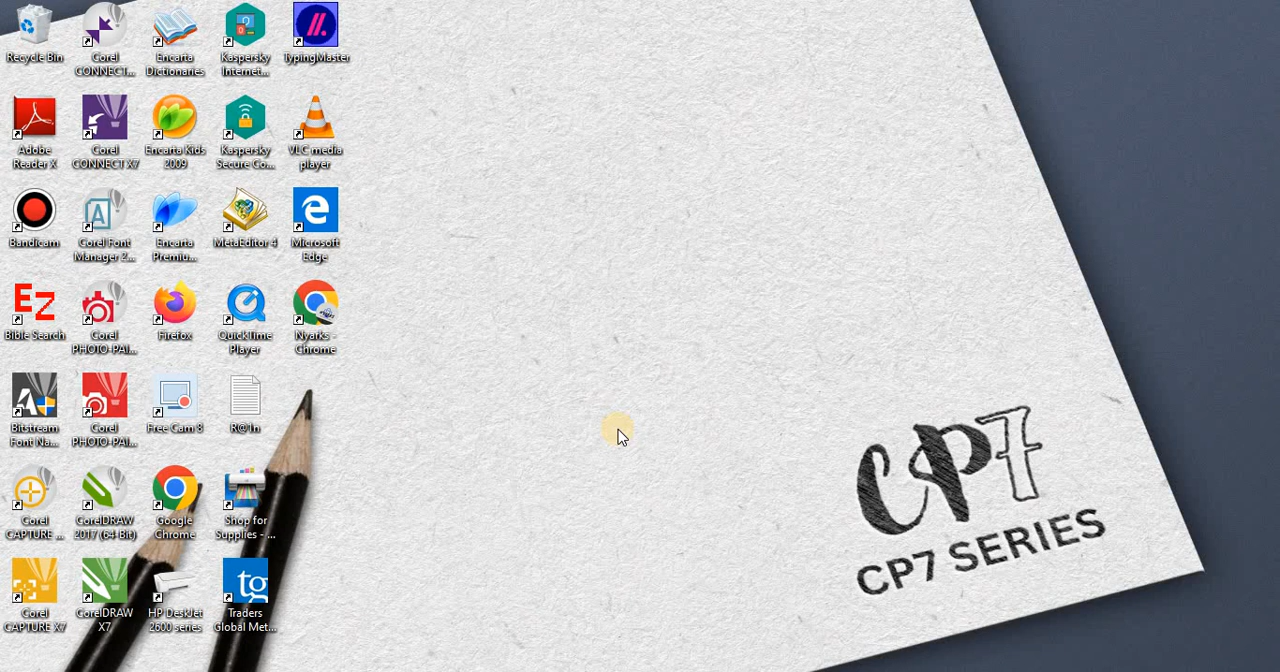 Recycle Bin
Corel
CONNECT...
Encarta
Dictionaries
Kaspersky
Internet...
TypingMaster
Adobe
Reader X
Corel
CONNECT X7
Encarta Kids
2009
Kaspersky
Secure Co...
VLC media
player
Bandicam
Corel Font
Manager 2...
Encarta
Premiu...
MetaEditor 4
Microsoft
Edge
EZ
Bible Search
Corel
PHOTO-PAI...
Firefox
QuickTime
Player
Nyarks -
Chrome
Bitstream
Font Na...
Corel
PHOTO-PAI...
Free Cam 8
R@1n
Corel
CAPTURE ...
CorelDRAW
2017 (64-Bit)
Google
Chrome
Shop for
Supplies - ...
Corel
CAPTURE X7
CorelDRAW
X7
HP DeskJet
2600 series
tg
Traders
Global Met...
CP7
CP7 SERIES